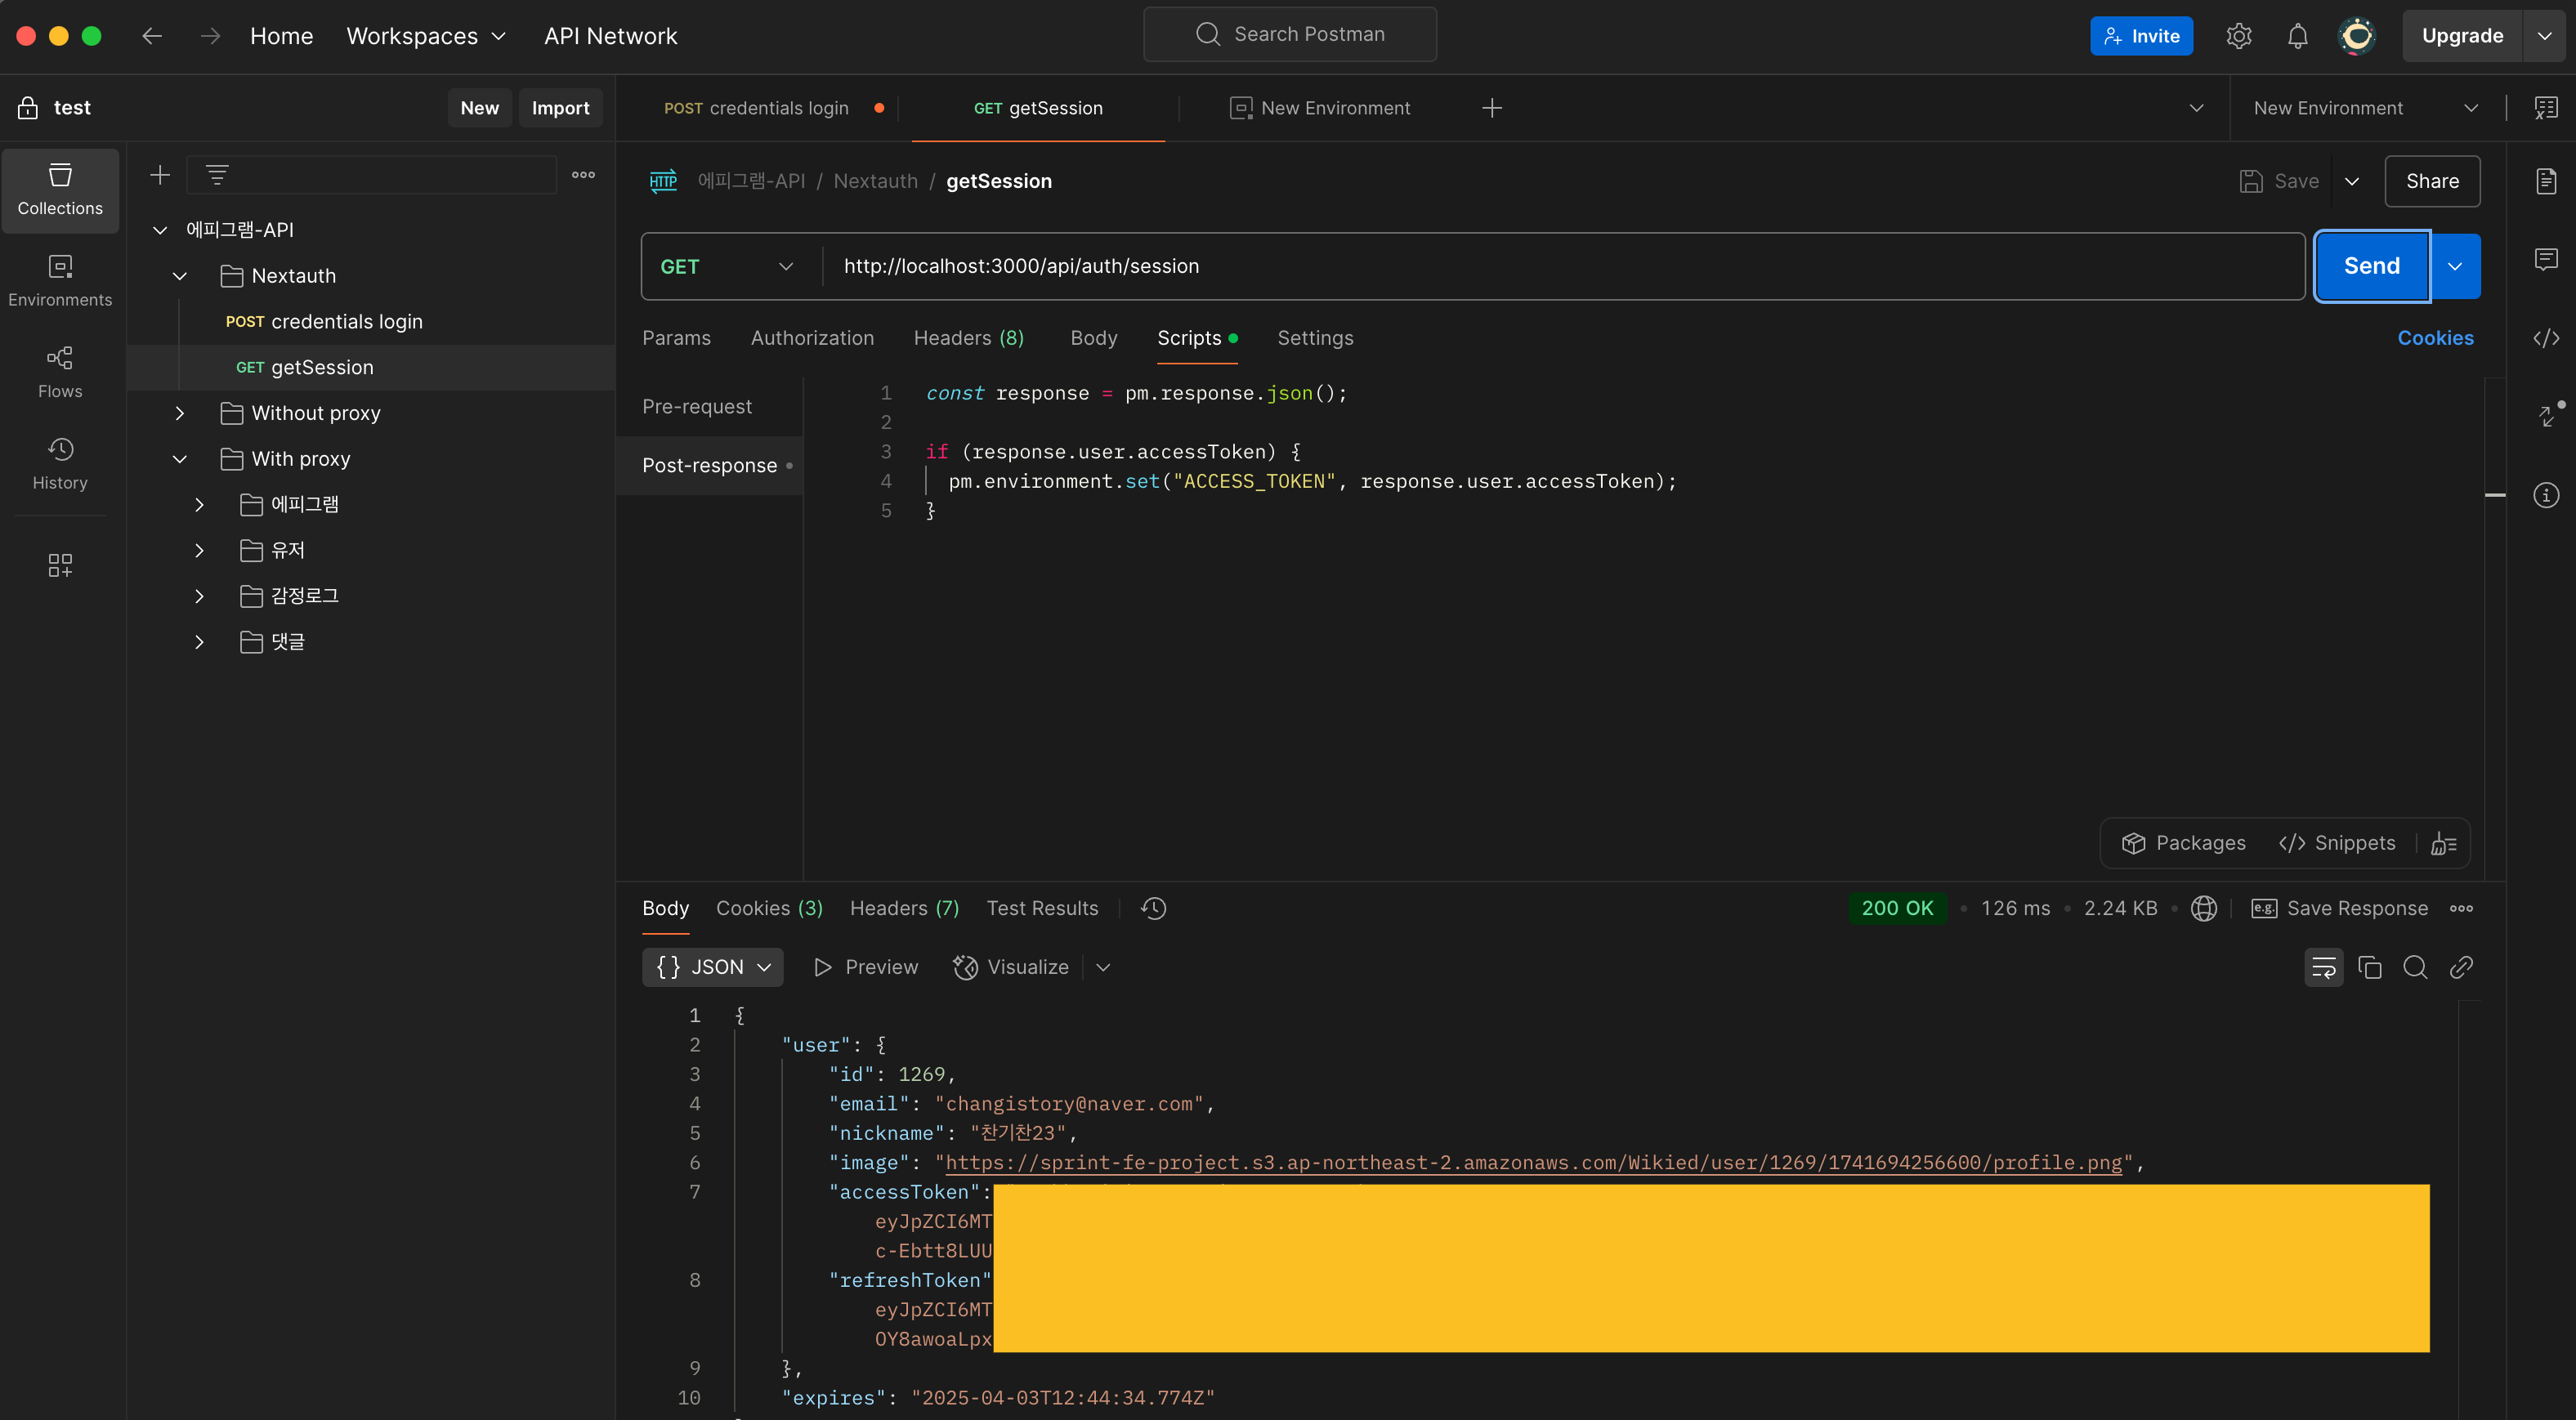 Home Workspaces API Network Search Postman Invite Upgrade
test New Import
POST credentials login GET getSession New Environment New Environment
Collections
Environments
Flows
History
에피그램-API
Nextauth
POST credentials login
GET getSession
Without proxy
With proxy
에피그램
유저
감정로그
댓글
HTTP 에피그램-API / Nextauth / getSession Save Share
GET http://localhost:3000/api/auth/session Send
Params Authorization Headers (8) Body Scripts Settings Cookies
Pre-request
Post-response
1 const response = pm.response.json();
2
3 if (response.user.accessToken) {
4 pm.environment.set("ACCESS_TOKEN", response.user.accessToken);
5 }
Packages </> Snippets
Body Cookies (3) Headers (7) Test Results 200 OK 126 ms 2.24 KB e.g. Save Response
{} JSON Preview Visualize
1 {
2 "user": {
3 "id": 1269,
4 "email": "changistory@naver.com",
5 "nickname": "찬기찬23",
6 "image": "https://sprint-fe-project.s3.ap-northeast-2.amazonaws.com/Wikied/user/1269/1741694256600/profile.png",
7 "accessToken":
eyJpZCI6MT
c-Ebtt8LUU
8 "refreshToken"
eyJpZCI6MT
OY8awoaLpx
9 },
10 "expires": "2025-04-03T12:44:34.774Z"